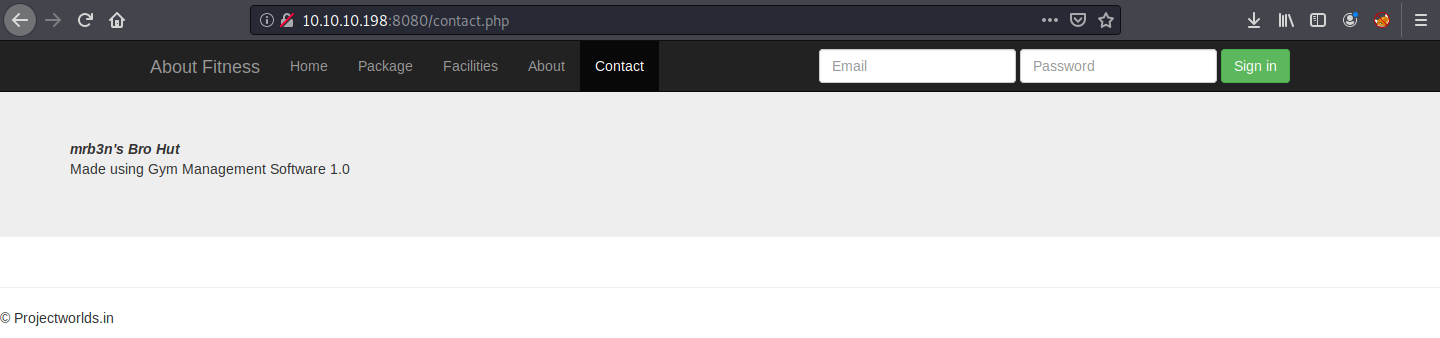 10.10.10.198:8080/contact.php
About Fitness Home Package Facilities About Contact Email Password Sign in
mrb3n's Bro Hut
Made using Gym Management Software 1.0
© Projectworlds.in